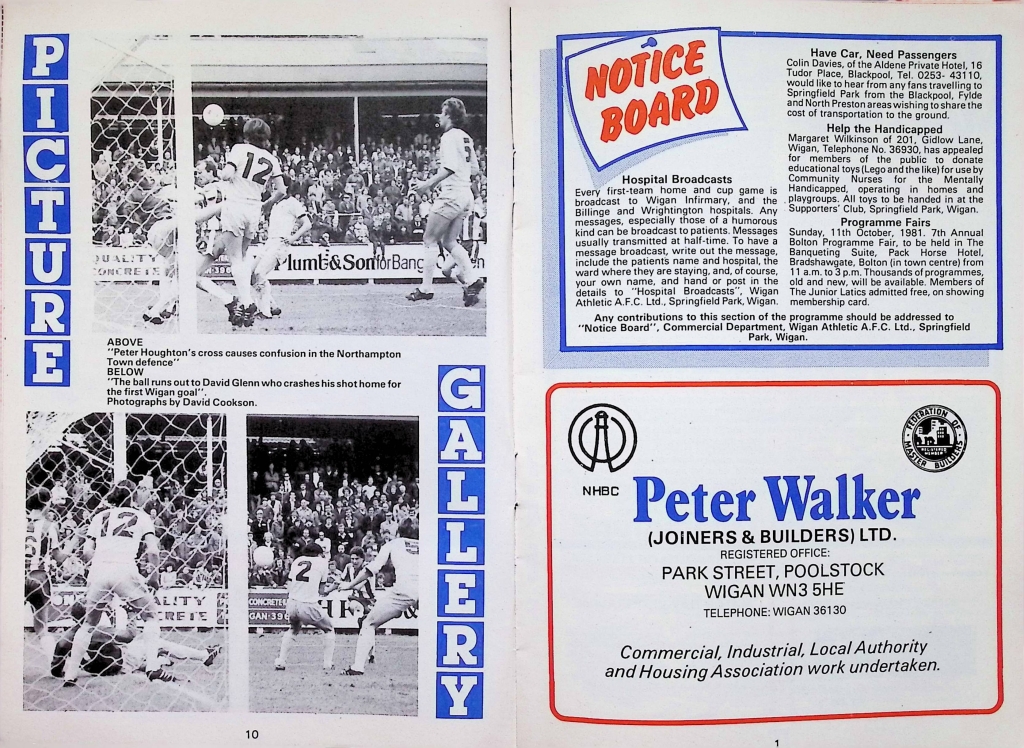 PICTURE
12
3
QUALITY
CONCRETE
Plumb & Son for Bang
ABOVE
"Peter Houghton's cross causes confusion in the Northampton
Town defence"
BELOW
"The ball runs out to David Glenn who crashes his shot home for
the first Wigan goal".
Photographs by David Cookson.
GALLERY
12
2
CONCRETE
10
NOTICE
BOARD
Hospital Broadcasts
Every first-team home and cup game is
broadcast to Wigan Infirmary, and the
Billinge and Wrightington hospitals. Any
messages, especially those of a humorous
kind can be broadcast to patients. Messages
usually transmitted at half-time. To have a
message broadcast, write out the message,
include the patients name and hospital, the
ward where they are staying, and, of course,
your own name, and hand or post in the
details to "Hospital Broadcasts", Wigan
Athletic A.F.C. Ltd., Springfield Park, Wigan.
Have Car, Need Passengers
Colin Davies, of the Aldene Private Hotel, 16
Tudor Place, Blackpool, Tel. 0253- 43110,
would like to hear from any fans travelling to
Springfield Park from the Blackpool, Fylde
and North Preston areas wishing to share the
cost of transportation to the ground.
Help the Handicapped
Margaret Wilkinson of 201, Gidlow Lane,
Wigan, Telephone No. 36930, has appealed
for members of the public to donate
educational toys (Lego and the like) for use by
Community Nurses for the Mentally
Handicapped, operating in homes and
playgroups. All toys to be handed in at the
Supporters' Club, Springfield Park, Wigan.
Programme Fairs
Sunday, 11th October, 1981. 7th Annual
Bolton Programme Fair, to be held in The
Banqueting Suite, Pack Horse Hotel,
Bradshawgate, Bolton (in town centre) from
11 a.m. to 3 p.m. Thousands of programmes,
old and new, will be available. Members of
The Junior Latics admitted free, on showing
membership card.
Any contributions to this section of the programme should be addressed to
"Notice Board", Commercial Department, Wigan Athletic A.F.C. Ltd., Springfield
Park, Wigan.
NHBC
FEDERATION OF
MASTER BUILDERS
REGISTERED
MEMBER
Peter Walker
(JOINERS & BUILDERS) LTD.
REGISTERED OFFICE:
PARK STREET, POOLSTOCK
WIGAN WN3 5HE
TELEPHONE: WIGAN 36130
Commercial, Industrial, Local Authority
and Housing Association work undertaken.
1